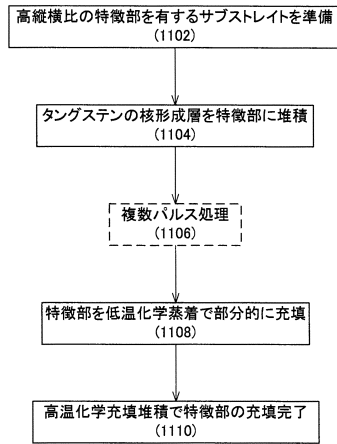 高縦横比の特徴部を有するサブストレイトを準備
(1102)
タングステンの核形成層を特徴部に堆積
(1104)
複数パルス処理
(1106)
特徴部を低温化学蒸着で部分的に充填
(1108)
高温化学充填堆積で特徴部の充填完了
(1110)